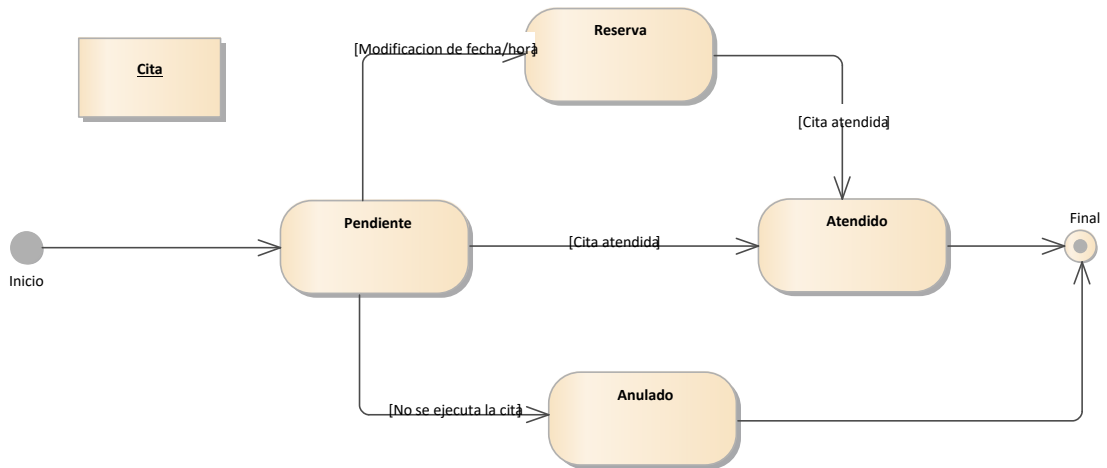 Reserva
[Modificacion de fecha/hora]
Cita
[Cita atendida]
Pendiente
Atendido
Final
[Cita atendida]
Inicio
Anulado
[No se ejecuta la cita]